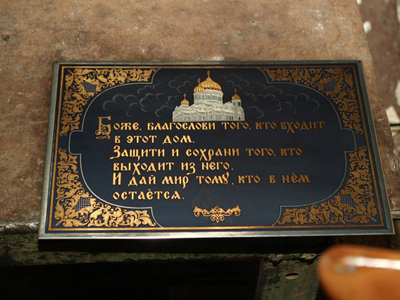 Боже, благослови того, кто входит
в этот дом.
Защити и сохрани того, кто
выходит из него.
И дай мир тому, кто в нём
остаётся.